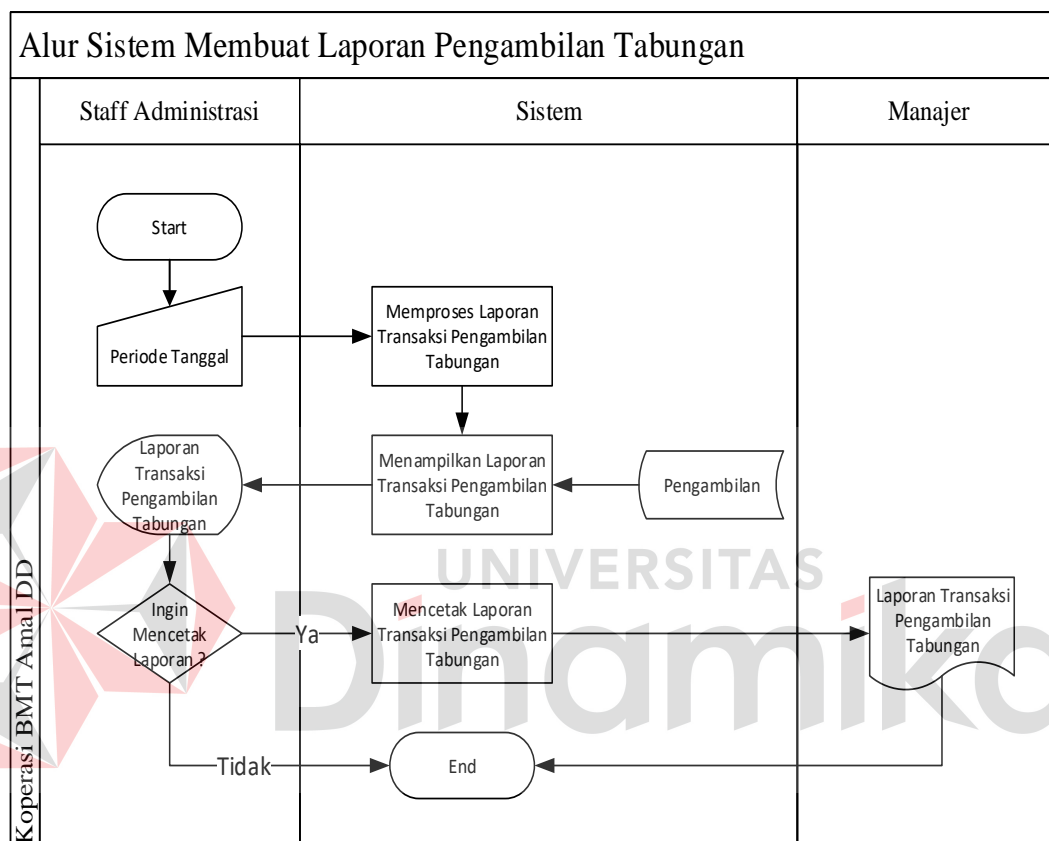 Alur Sistem Membuat Laporan Pengambilan Tabungan
Staff Administrasi
Sistem
Manajer
Koperasi BMT Amal DD
Start
Periode Tanggal
Memproses Laporan
Transaksi Pengambilan
Tabungan
Laporan
Transaksi
Pengambilan
Tabungan
Menampilkan Laporan
Transaksi Pengambilan
Tabungan
Pengambilan
UNIVERSITAS
Dinamika
Ingin
Mencetak
Laporan ?
Ya
Mencetak Laporan
Transaksi Pengambilan
Tabungan
Laporan Transaksi
Pengambilan
Tabungan
Tidak
End